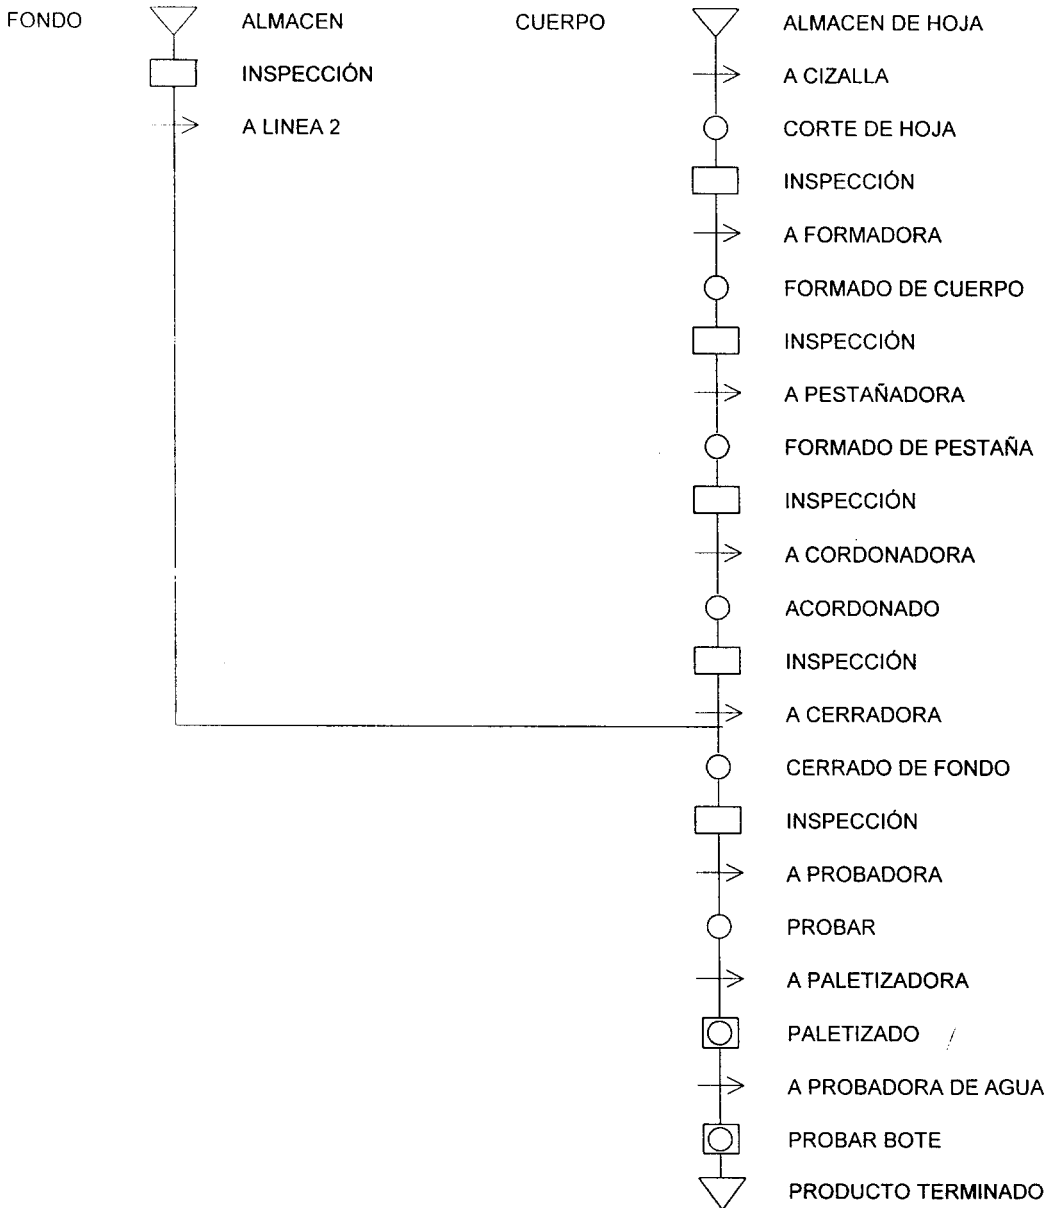 FONDO
ALMACEN
INSPECCIÓN
A LINEA 2
CUERPO
ALMACEN DE HOJA
A CIZALLA
CORTE DE HOJA
INSPECCIÓN
A FORMADORA
FORMADO DE CUERPO
INSPECCIÓN
A PESTAÑADORA
FORMADO DE PESTAÑA
INSPECCIÓN
A CORDONADORA
ACORDONADO
INSPECCIÓN
A CERRADORA
CERRADO DE FONDO
INSPECCIÓN
A PROBADORA
PROBAR
A PALETIZADORA
PALETIZADO
A PROBADORA DE AGUA
PROBAR BOTE
PRODUCTO TERMINADO